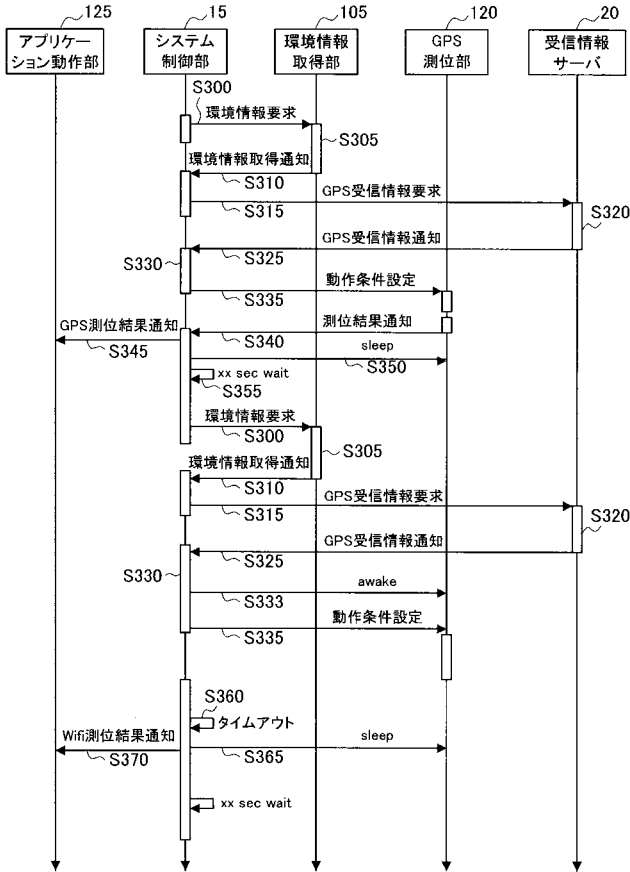 125
15
105
120
20
アプリケー
ション動作部
システム
制御部
環境情報
取得部
GPS
測位部
受信情報
サーバ
S300
環境情報要求
S305
環境情報取得通知
S310
GPS受信情報要求
S315
S320
GPS受信情報通知
S325
S330
動作条件設定
S335
測位結果通知
S340
GPS測位結果通知
S345
sleep
S350
xx sec wait
S355
環境情報要求
S300
S305
環境情報取得通知
S310
GPS受信情報要求
S315
S320
GPS受信情報通知
S325
S330
awake
S333
動作条件設定
S335
S360
タイムアウト
Wifi測位結果通知
S370
sleep
S365
xx sec wait